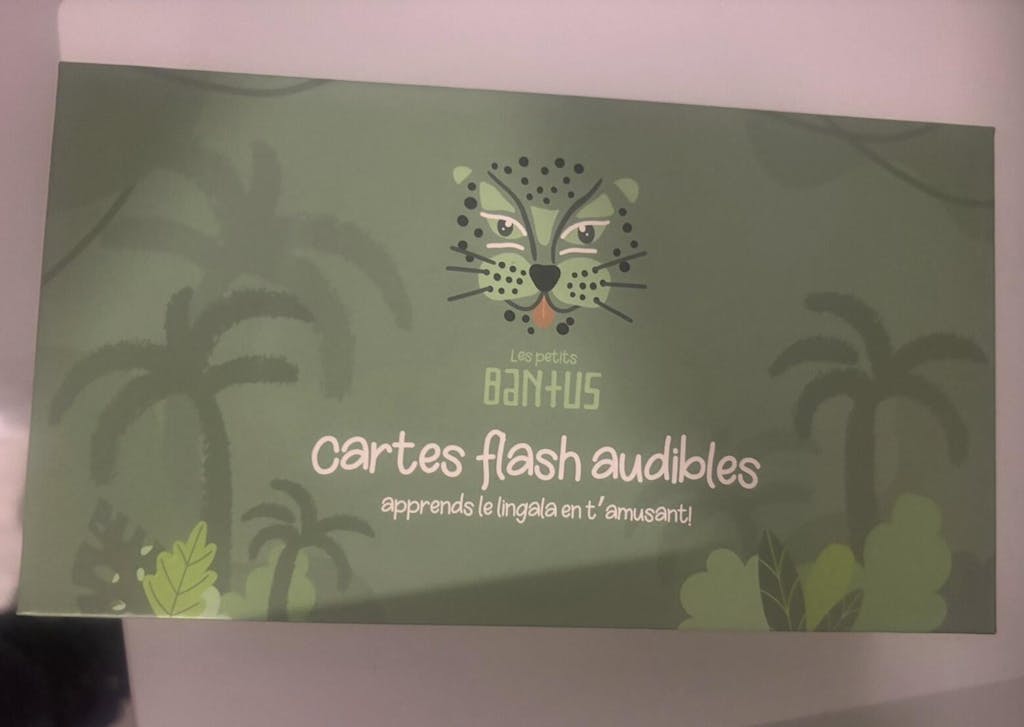 Les petits
BANTUS
cartes flash audibles
apprends le lingala en t'amusant!